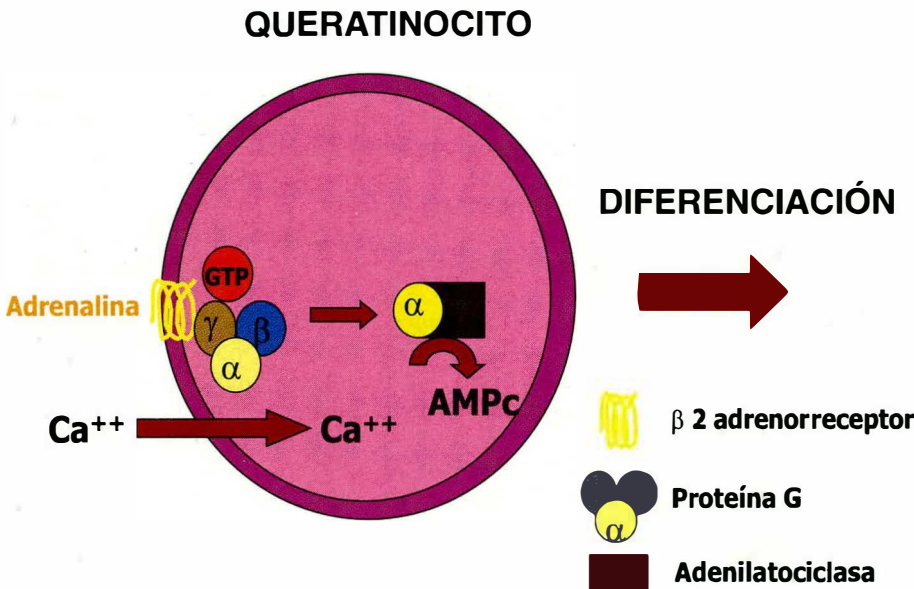 QUERATINOCITO
DIFERENCIACIÓN
GTP
Adrenalina
γ
β
α
α
AMPc
Ca++
Ca++
β 2 adrenorreceptor
Proteína G
α
Adenilatociclasa